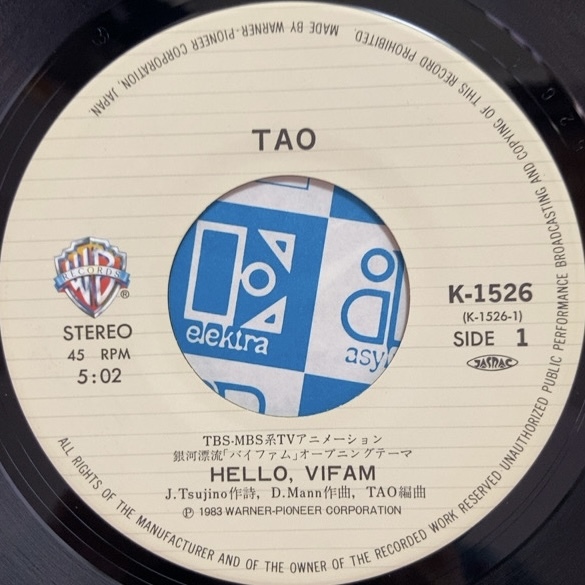 MADE BY WARNER-PIONEER CORPORATION, JAPAN.
TAO
WB
RECORDS
®
STEREO
45 RPM
5:02
K-1526
(K-1526-1)
SIDE 1
JASRAC
elektra
asy
TBS-MBS系TVアニメーション
銀河漂流「バイファム」オープニングテーマ
HELLO, VIFAM
J.Tsujino作詩, D.Mann作曲, TAO編曲
Ⓟ 1983 WARNER-PIONEER CORPORATION
ALL RIGHTS OF THE MANUFACTURER AND OF THE OWNER OF THE RECORDED WORK RESERVED UNAUTHORIZED PUBLIC PERFORMANCE BROADCASTING AND COPYING OF THIS RECORD PROHIBITED.